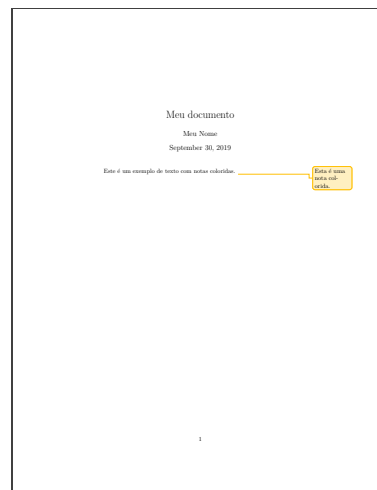 Meu documento
Meu Nome
September 30, 2019
Este é um exemplo de texto com notas coloridas.
Esta é uma
nota col-
orida.
1